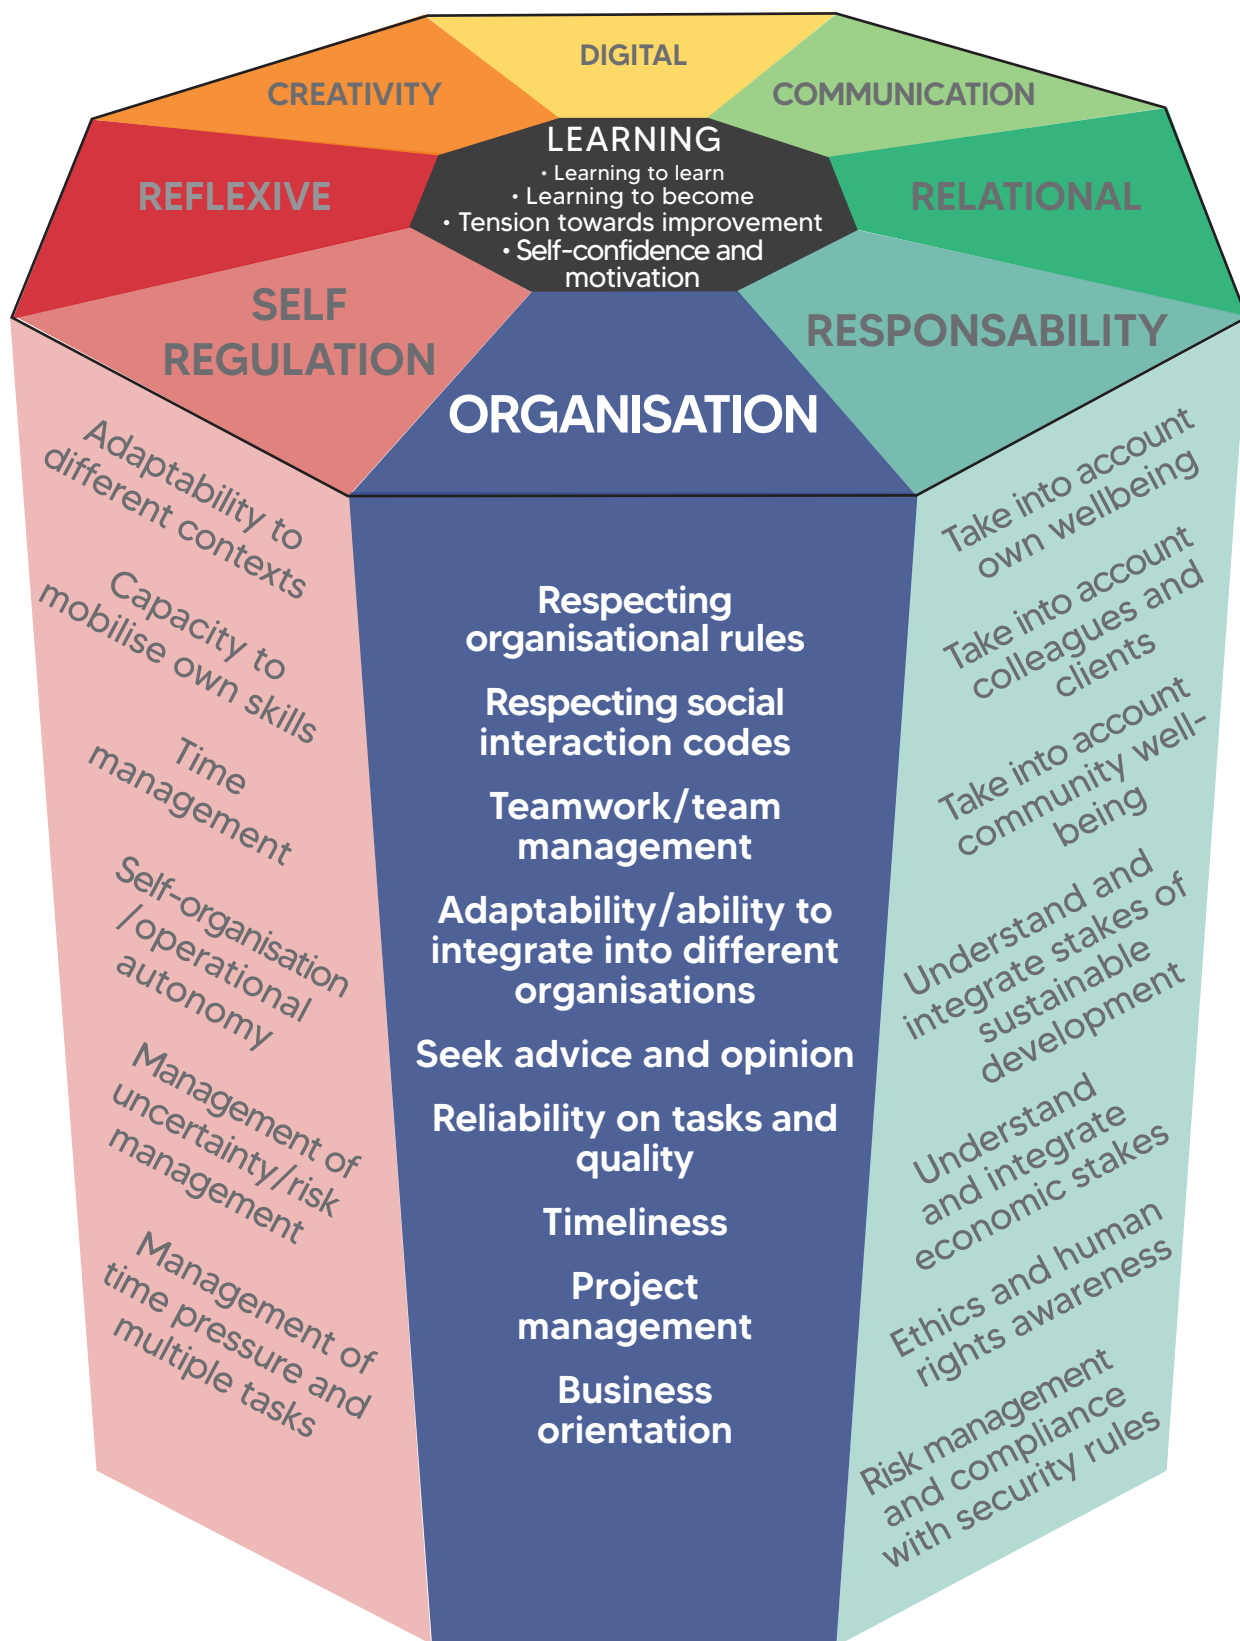 DIGITAL
CREATIVITY
COMMUNICATION
LEARNING
• Learning to learn
• Learning to become
• Tension towards improvement
• Self-confidence and
motivation
REFLEXIVE
RELATIONAL
SELF
REGULATION
RESPONSABILITY
ORGANISATION
Adaptability to
different contexts
Capacity to
mobilise own skills
Time
management
Self-organisation
/operational
autonomy
Management of
uncertainty/risk
management
Management of
time pressure and
multiple tasks
Respecting
organisational rules
Respecting social
interaction codes
Teamwork/team
management
Adaptability/ability to
integrate into different
organisations
Seek advice and opinion
Reliability on tasks and
quality
Timeliness
Project
management
Business
orientation
Take into account
own wellbeing
Take into account
colleagues and
clients
Take into account
community well-
being
Understand and
integrate stakes of
sustainable
development
Understand
and integrate
economic stakes
Ethics and human
rights awareness
Risk management
and compliance
with security rules